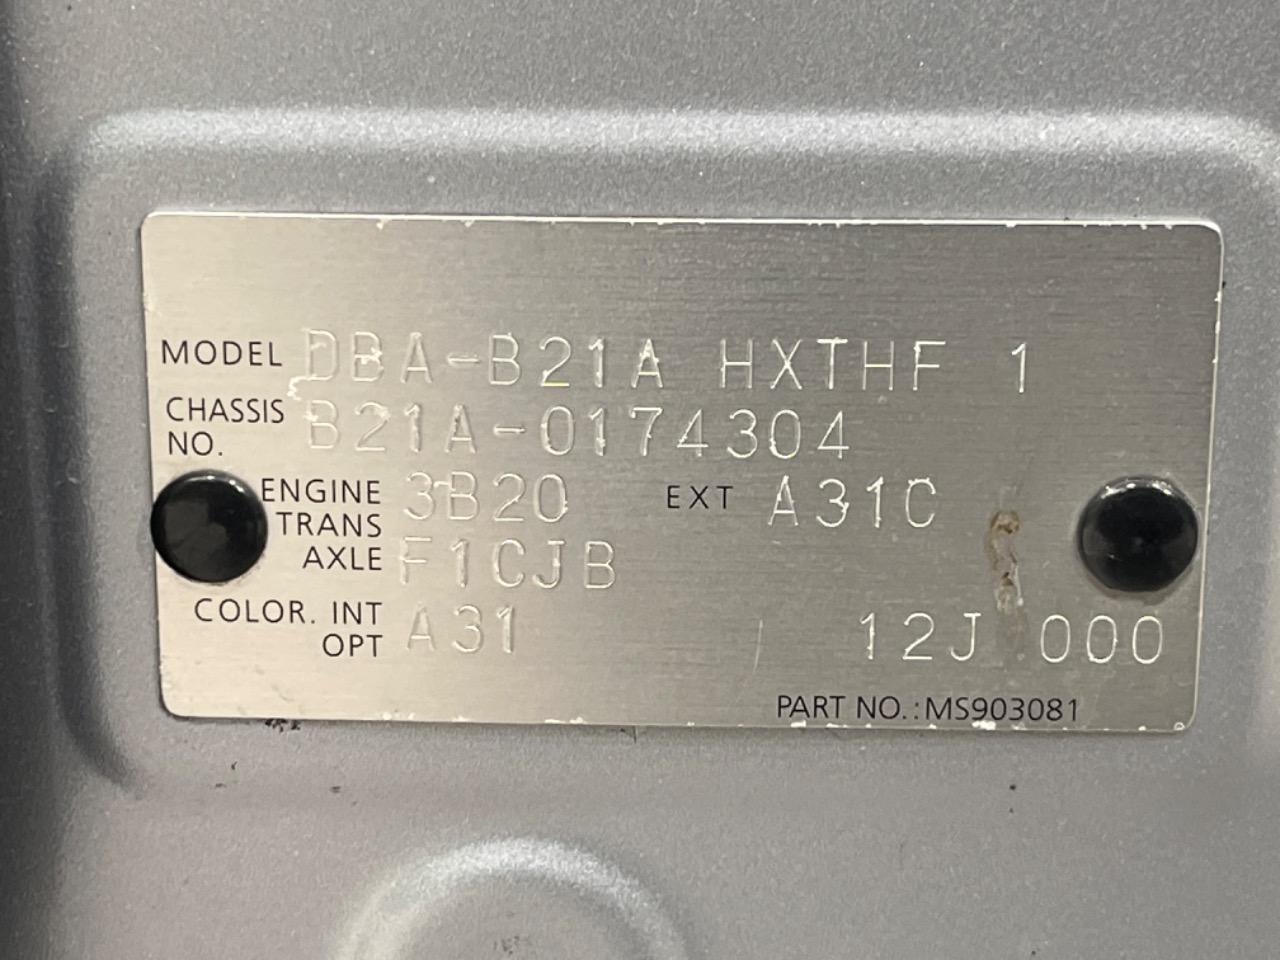 MODEL DBA-B21A HXTHF 1
CHASSIS NO. B21A-0174304
ENGINE 3B20 EXT A31C
TRANS AXLE F1CJB
COLOR. INT OPT A31 12J 000
PART NO.:MS903081